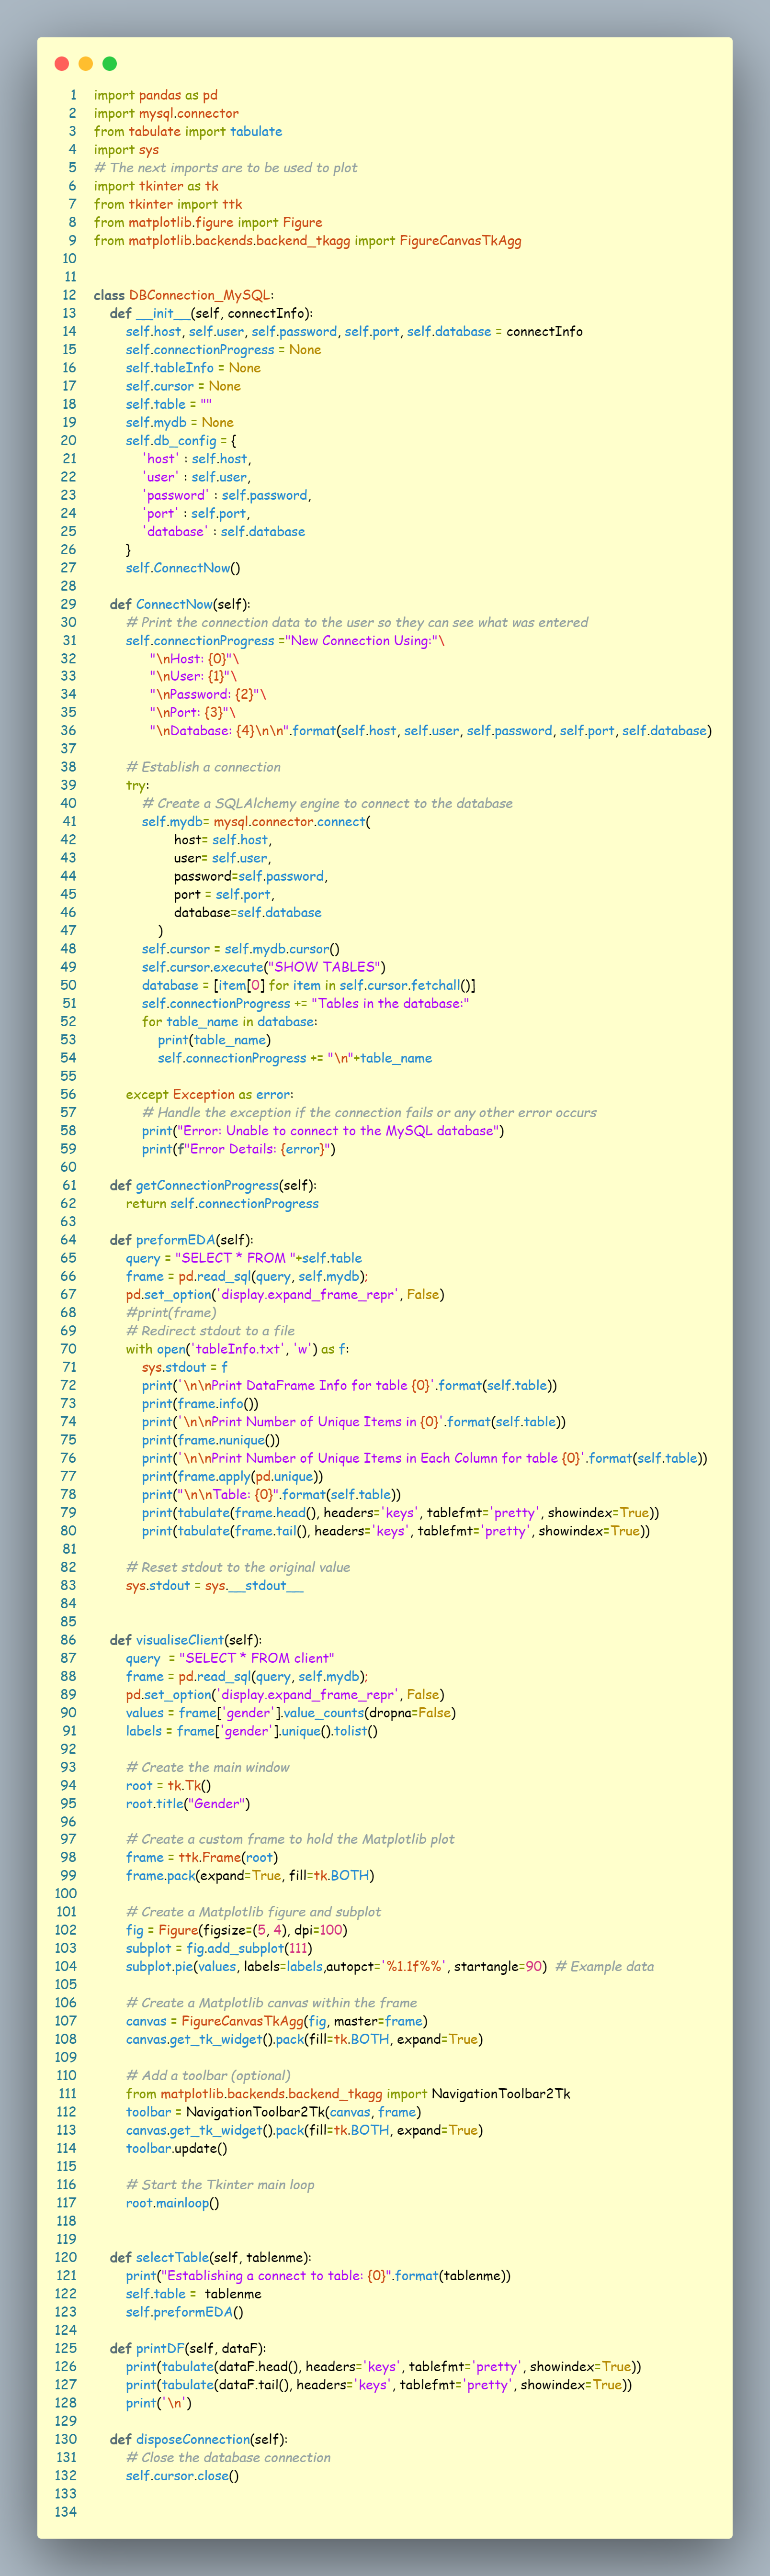 1 import pandas as pd
2 import mysql.connector
3 from tabulate import tabulate
4 import sys
5 # The next imports are to be used to plot
6 import tkinter as tk
7 from tkinter import ttk
8 from matplotlib.figure import Figure
9 from matplotlib.backends.backend_tkagg import FigureCanvasTkAgg
10
11
12 class DBConnection_MySQL:
13     def __init__(self, connectInfo):
14         self.host, self.user, self.password, self.port, self.database = connectInfo
15         self.connectionProgress = None
16         self.tableInfo = None
17         self.cursor = None
18         self.table = ""
19         self.mydb = None
20         self.db_config = {
21             'host' : self.host,
22             'user' : self.user,
23             'password' : self.password,
24             'port' : self.port,
25             'database' : self.database
26         }
27         self.ConnectNow()
28
29     def ConnectNow(self):
30         # Print the connection data to the user so they can see what was entered
31         self.connectionProgress ="New Connection Using:"\
32               "\nHost: {0}"\
33               "\nUser: {1}"\
34               "\nPassword: {2}"\
35               "\nPort: {3}"\
36               "\nDatabase: {4}\n\n".format(self.host, self.user, self.password, self.port, self.database)
37
38         # Establish a connection
39         try:
40             # Create a SQLAlchemy engine to connect to the database
41             self.mydb= mysql.connector.connect(
42                     host= self.host,
43                     user= self.user,
44                     password=self.password,
45                     port = self.port,
46                     database=self.database
47                 )
48             self.cursor = self.mydb.cursor()
49             self.cursor.execute("SHOW TABLES")
50             database = [item[0] for item in self.cursor.fetchall()]
51             self.connectionProgress += "Tables in the database:"
52             for table_name in database:
53                 print(table_name)
54                 self.connectionProgress += "\n"+table_name
55
56         except Exception as error:
57             # Handle the exception if the connection fails or any other error occurs
58             print("Error: Unable to connect to the MySQL database")
59             print(f"Error Details: {error}")
60
61     def getConnectionProgress(self):
62         return self.connectionProgress
63
64     def preformEDA(self):
65         query = "SELECT * FROM "+self.table
66         frame = pd.read_sql(query, self.mydb);
67         pd.set_option('display.expand_frame_repr', False)
68         #print(frame)
69         # Redirect stdout to a file
70         with open('tableInfo.txt', 'w') as f:
71             sys.stdout = f
72             print('\n\nPrint DataFrame Info for table {0}'.format(self.table))
73             print(frame.info())
74             print('\n\nPrint Number of Unique Items in {0}'.format(self.table))
75             print(frame.nunique())
76             print('\n\nPrint Number of Unique Items in Each Column for table {0}'.format(self.table))
77             print(frame.apply(pd.unique))
78             print("\n\nTable: {0}".format(self.table))
79             print(tabulate(frame.head(), headers='keys', tablefmt='pretty', showindex=True))
80             print(tabulate(frame.tail(), headers='keys', tablefmt='pretty', showindex=True))
81
82         # Reset stdout to the original value
83         sys.stdout = sys.__stdout__
84
85
86     def visualiseClient(self):
87         query  = "SELECT * FROM client"
88         frame = pd.read_sql(query, self.mydb);
89         pd.set_option('display.expand_frame_repr', False)
90         values = frame['gender'].value_counts(dropna=False)
91         labels = frame['gender'].unique().tolist()
92
93         # Create the main window
94         root = tk.Tk()
95         root.title("Gender")
96
97         # Create a custom frame to hold the Matplotlib plot
98         frame = ttk.Frame(root)
99         frame.pack(expand=True, fill=tk.BOTH)
100
101         # Create a Matplotlib figure and subplot
102         fig = Figure(figsize=(5, 4), dpi=100)
103         subplot = fig.add_subplot(111)
104         subplot.pie(values, labels=labels,autopct='%1.1f%%', startangle=90)  # Example data
105
106         # Create a Matplotlib canvas within the frame
107         canvas = FigureCanvasTkAgg(fig, master=frame)
108         canvas.get_tk_widget().pack(fill=tk.BOTH, expand=True)
109
110         # Add a toolbar (optional)
111         from matplotlib.backends.backend_tkagg import NavigationToolbar2Tk
112         toolbar = NavigationToolbar2Tk(canvas, frame)
113         canvas.get_tk_widget().pack(fill=tk.BOTH, expand=True)
114         toolbar.update()
115
116         # Start the Tkinter main loop
117         root.mainloop()
118
119
120     def selectTable(self, tablenme):
121         print("Establishing a connect to table: {0}".format(tablenme))
122         self.table =  tablenme
123         self.preformEDA()
124
125     def printDF(self, dataF):
126         print(tabulate(dataF.head(), headers='keys', tablefmt='pretty', showindex=True))
127         print(tabulate(dataF.tail(), headers='keys', tablefmt='pretty', showindex=True))
128         print('\n')
129
130     def disposeConnection(self):
131         # Close the database connection
132         self.cursor.close()
133
134